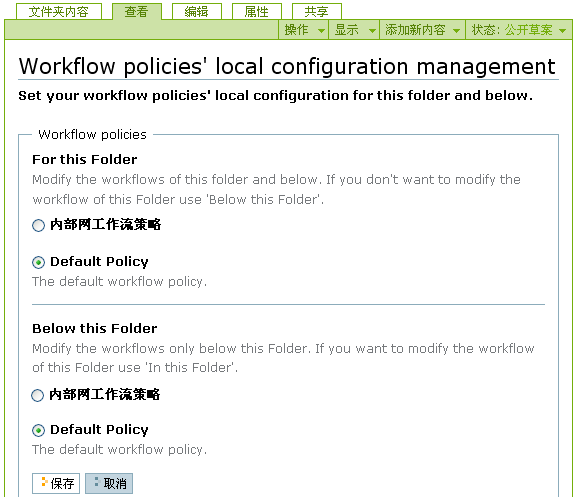 文件夹内容 查看 编辑 属性 共享
操作 显示 添加新内容 状态: 公开草案
Workflow policies' local configuration management
Set your workflow policies' local configuration for this folder and below.
Workflow policies
For this Folder
Modify the workflows of this folder and below. If you don't want to modify the
workflow of this Folder use 'Below this Folder'.
内部网工作流策略
Default Policy
The default workflow policy.
Below this Folder
Modify the workflows only below this Folder. If you want to modify the workflow
of this Folder use 'In this Folder'.
内部网工作流策略
Default Policy
The default workflow policy.
保存 取消